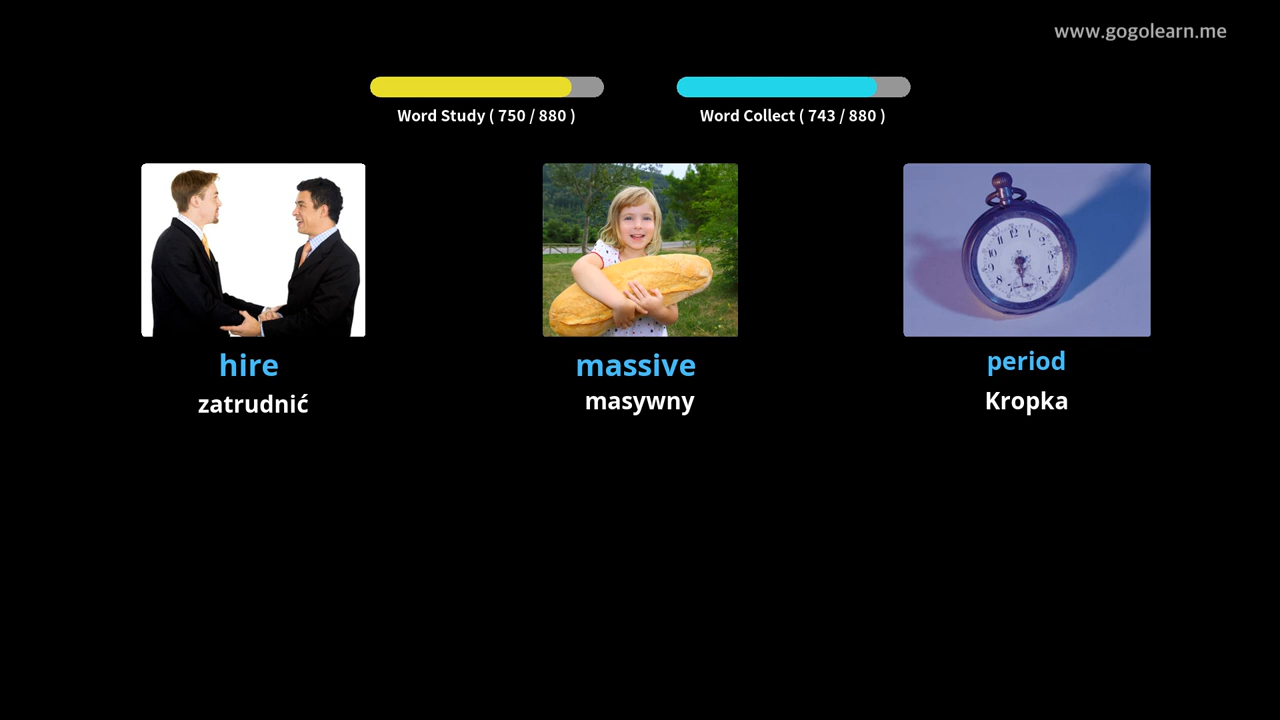 www.gogolearn.me
Word Study ( 750 / 880 )
Word Collect ( 743 / 880 )
hire
massive
period
zatrudnić
masywny
Kropka